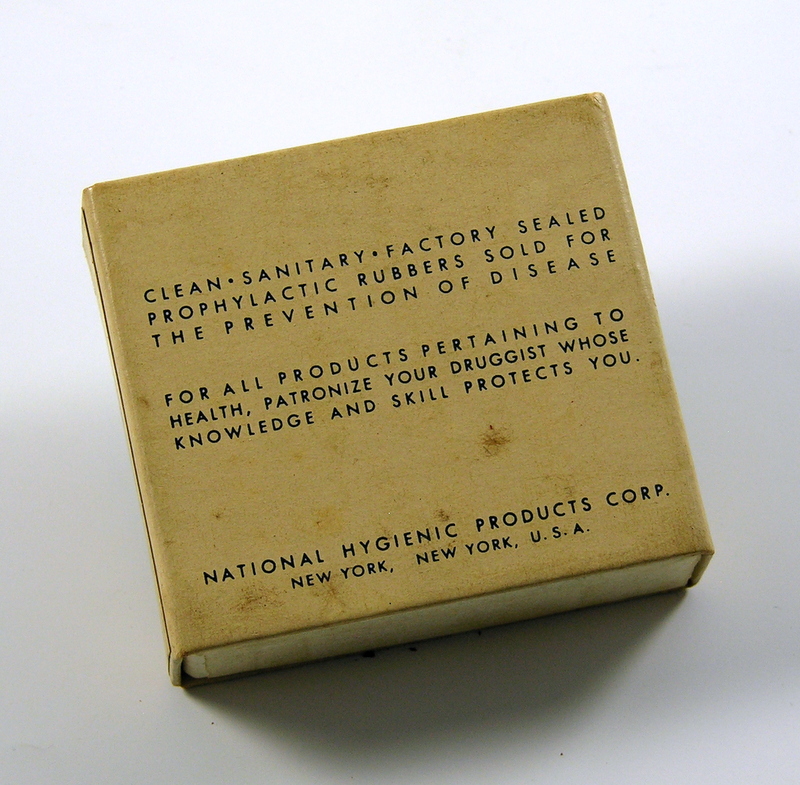 CLEAN•SANITARY•FACTORY SEALED
PROPHYLACTIC RUBBERS SOLD FOR
THE PREVENTION OF DISEASE
FOR ALL PRODUCTS PERTAINING TO
HEALTH, PATRONIZE YOUR DRUGGIST WHOSE
KNOWLEDGE AND SKILL PROTECTS YOU.
NATIONAL HYGIENIC PRODUCTS CORP.
NEW YORK, NEW YORK, U.S.A.